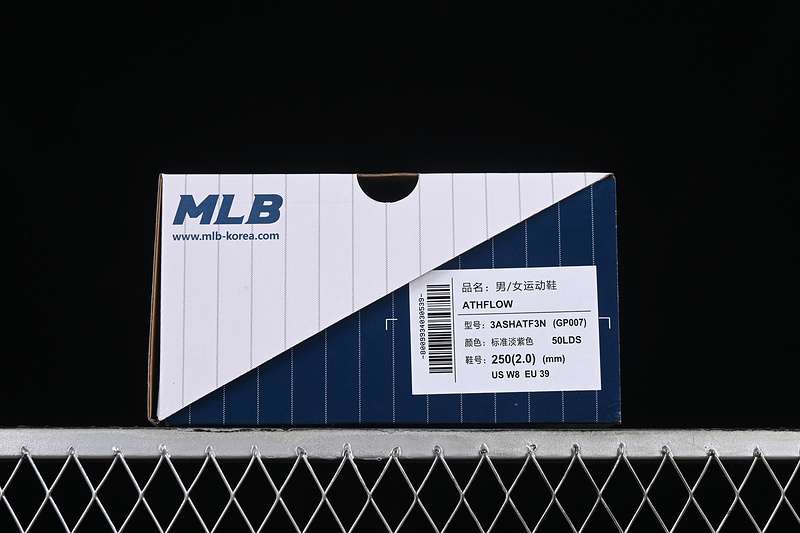 MLB
www.mlb-korea.com
品名：男/女运动鞋
ATHFLOW
型号：3ASHATF3N (GP007)
颜色：标准淡紫色 50LDS
鞋号：250(2.0) (mm)
US W8 EU 39
-8809934030539-